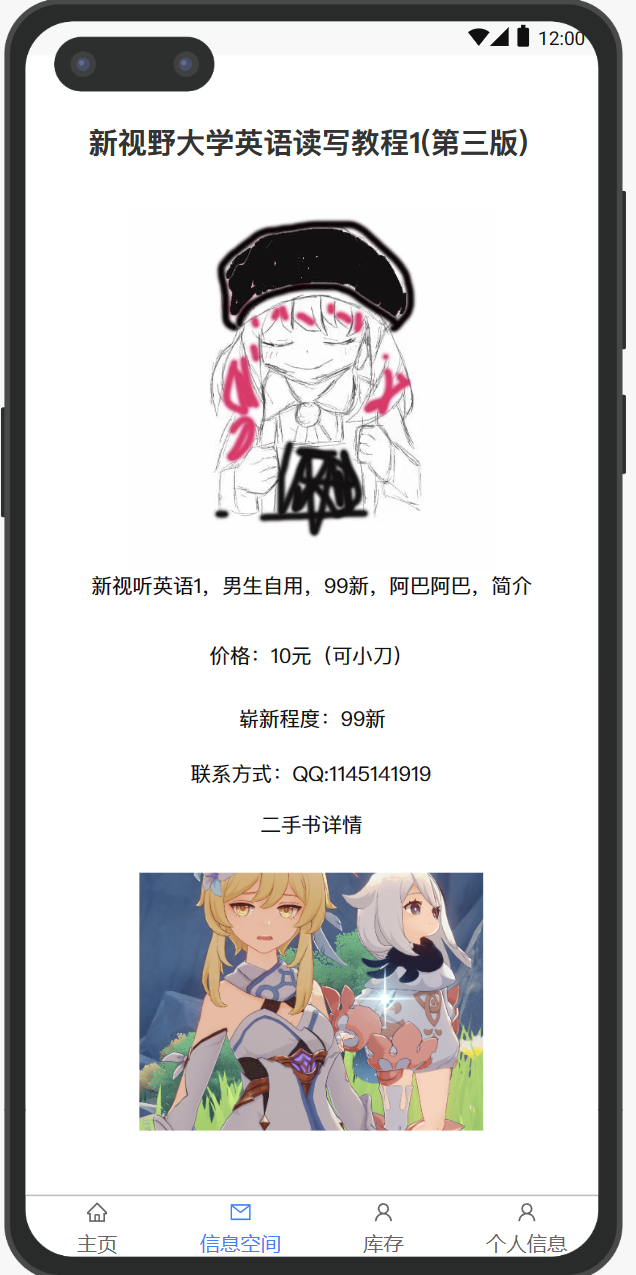 12:00
新视野大学英语读写教程1(第三版)
新视听英语1，男生自用，99新，阿巴阿巴，简介
价格：10元（可小刀）
崭新程度：99新
联系方式：QQ:1145141919
二手书详情
主页
信息空间
库存
个人信息